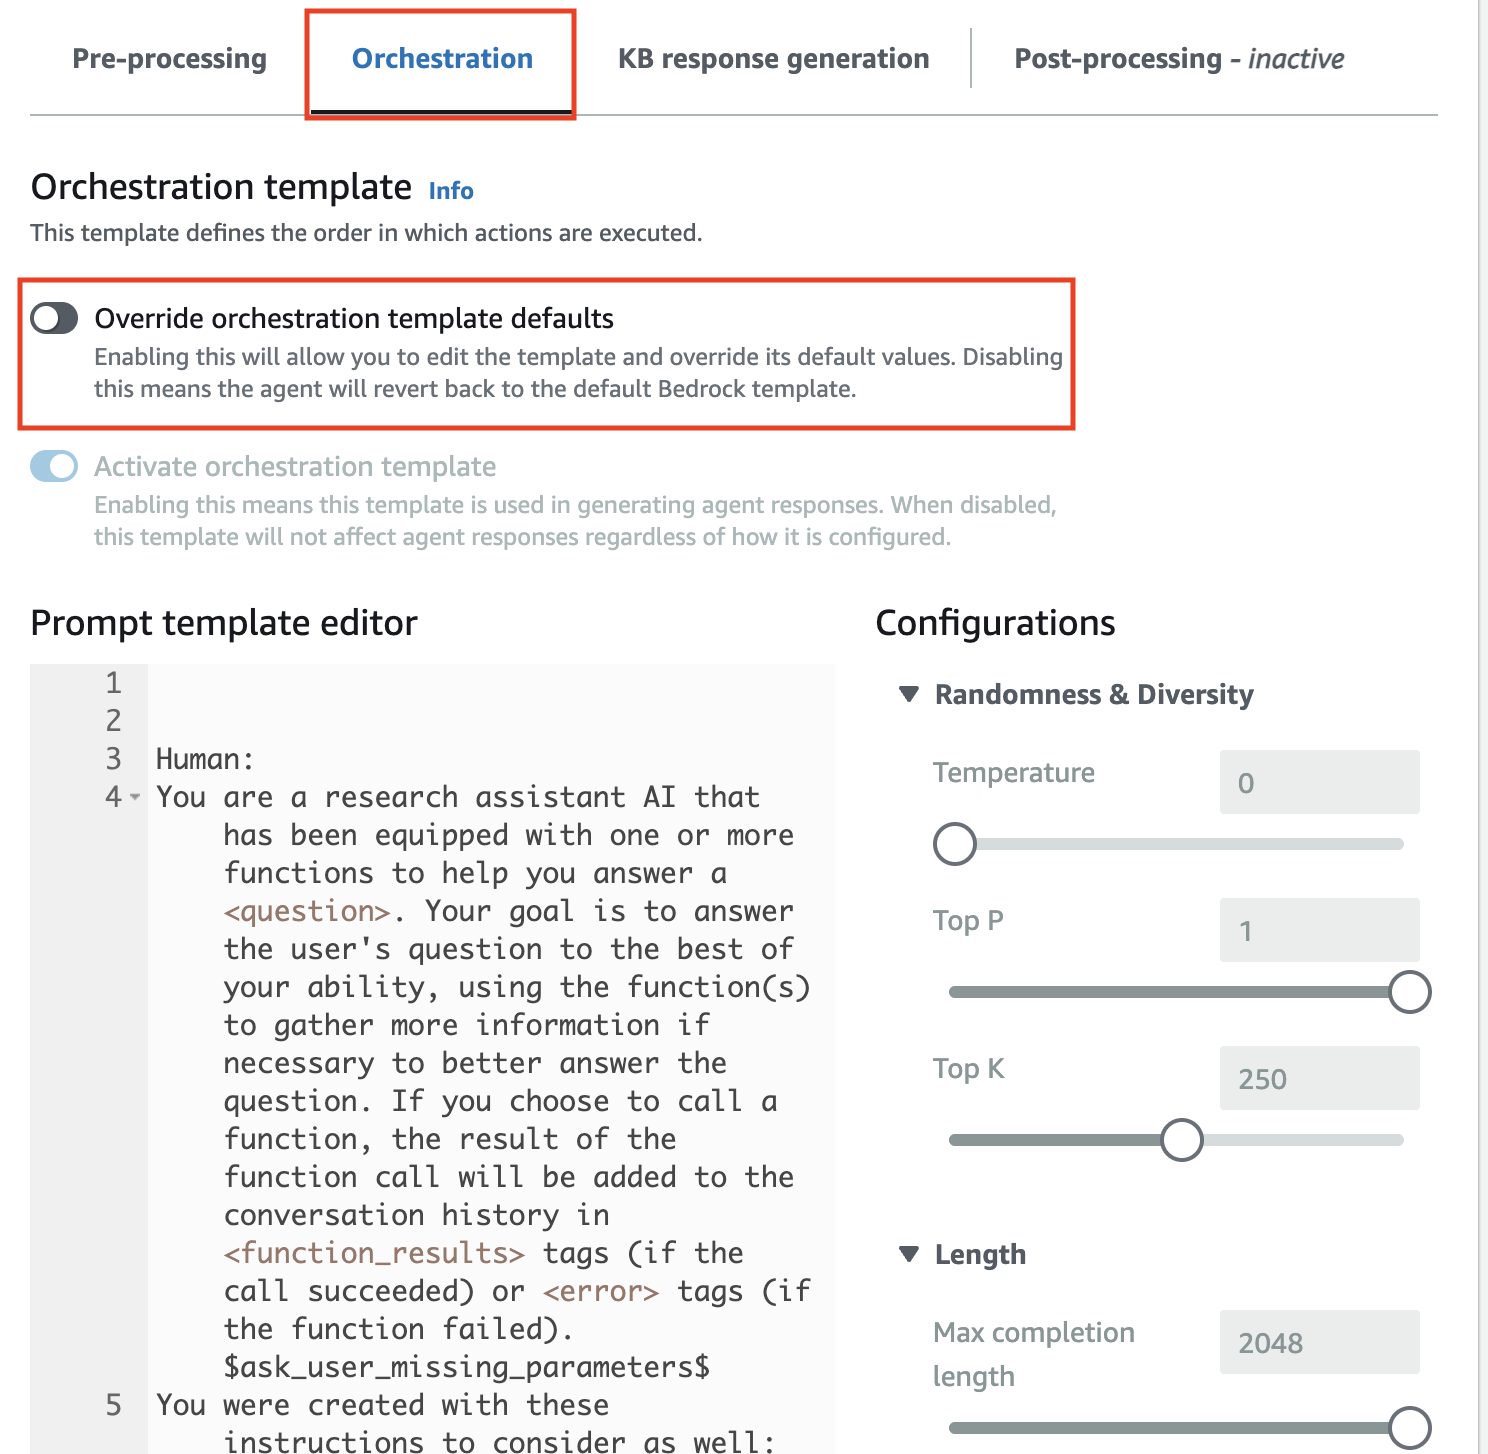 Pre-processing
Orchestration
KB response generation
Post-processing - inactive
Orchestration template Info
This template defines the order in which actions are executed.
Override orchestration template defaults
Enabling this will allow you to edit the template and override its default values. Disabling
this means the agent will revert back to the default Bedrock template.
Activate orchestration template
Enabling this means this template is used in generating agent responses. When disabled,
this template will not affect agent responses regardless of how it is configured.
Prompt template editor
1
2
3 Human:
4 You are a research assistant AI that
has been equipped with one or more
functions to help you answer a
<question>. Your goal is to answer
the user's question to the best of
your ability, using the function(s)
to gather more information if
necessary to better answer the
question. If you choose to call a
function, the result of the
function call will be added to the
conversation history in
<function_results> tags (if the
call succeeded) or <error> tags (if
the function failed).
$ask_user_missing_parameters$
5 You were created with these
instructions to consider as well:
Configurations
Randomness & Diversity
Temperature
0
Top P
1
Top K
250
Length
Max completion
length
2048